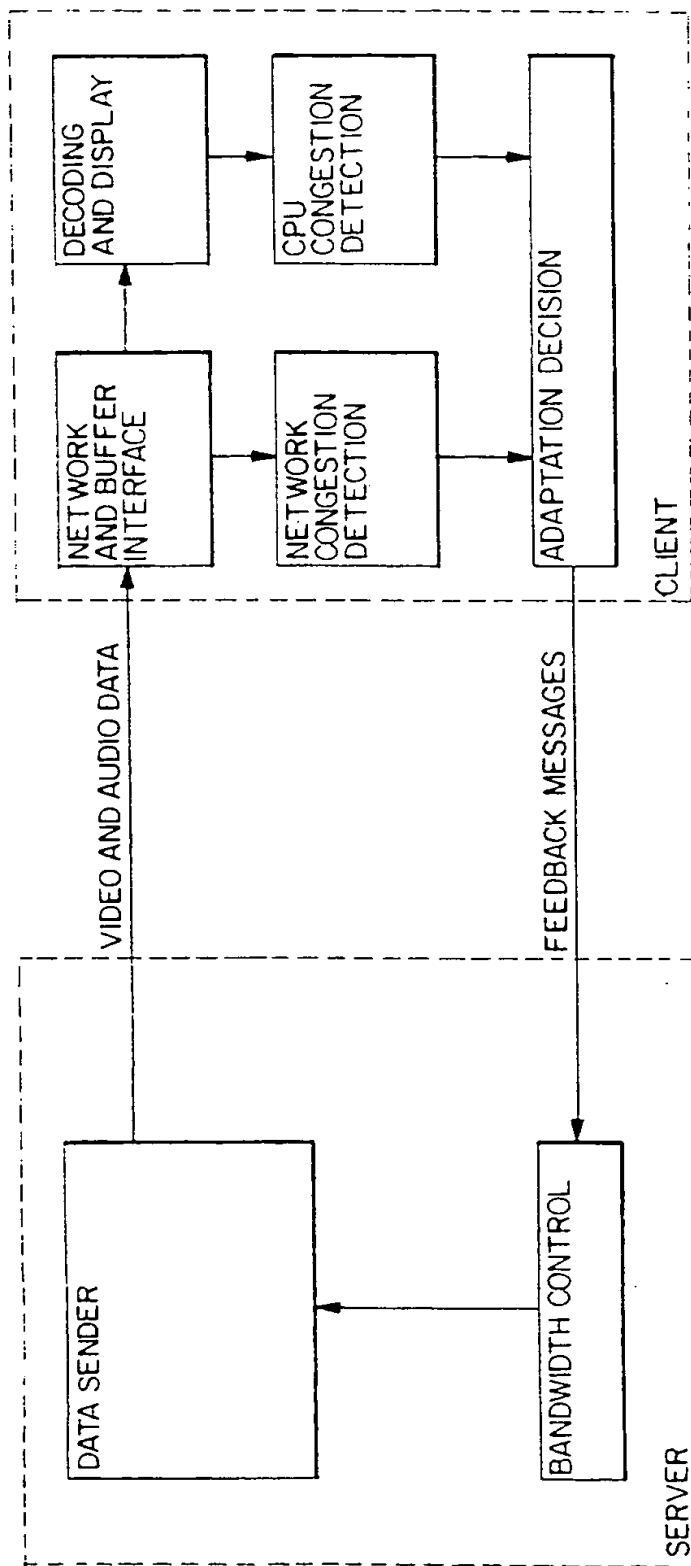 DATA SENDER
BANDWIDTH CONTROL
SERVER
VIDEO AND AUDIO DATA
FEEDBACK MESSAGES
NETWORK
AND BUFFER
INTERFACE
DECODING
AND DISPLAY
NETWORK
CONGESTION
DETECTION
CPU
CONGESTION
DETECTION
ADAPTATION DECISION
CLIENT